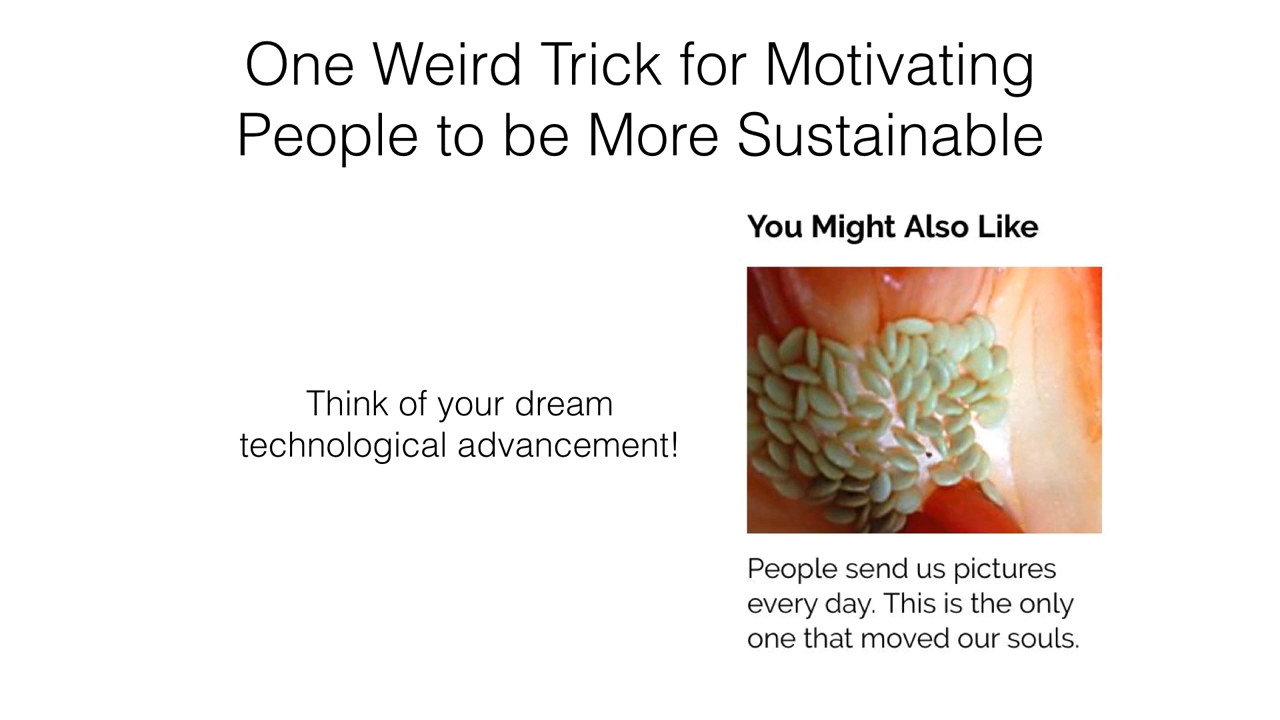 One Weird Trick for Motivating
People to be More Sustainable
Think of your dream
technological advancement!
You Might Also Like
People send us pictures
every day. This is the only
one that moved our souls.